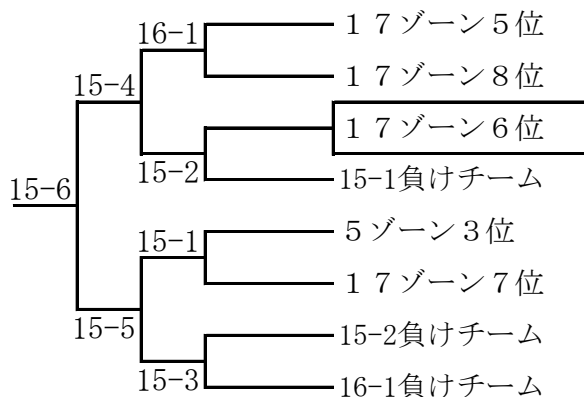 16-1
１７ゾーン５位
15-4
１７ゾーン８位
１７ゾーン６位
15-2
15-1負けチーム
15-6
15-1
５ゾーン３位
１７ゾーン７位
15-5
15-2負けチーム
15-3
16-1負けチーム